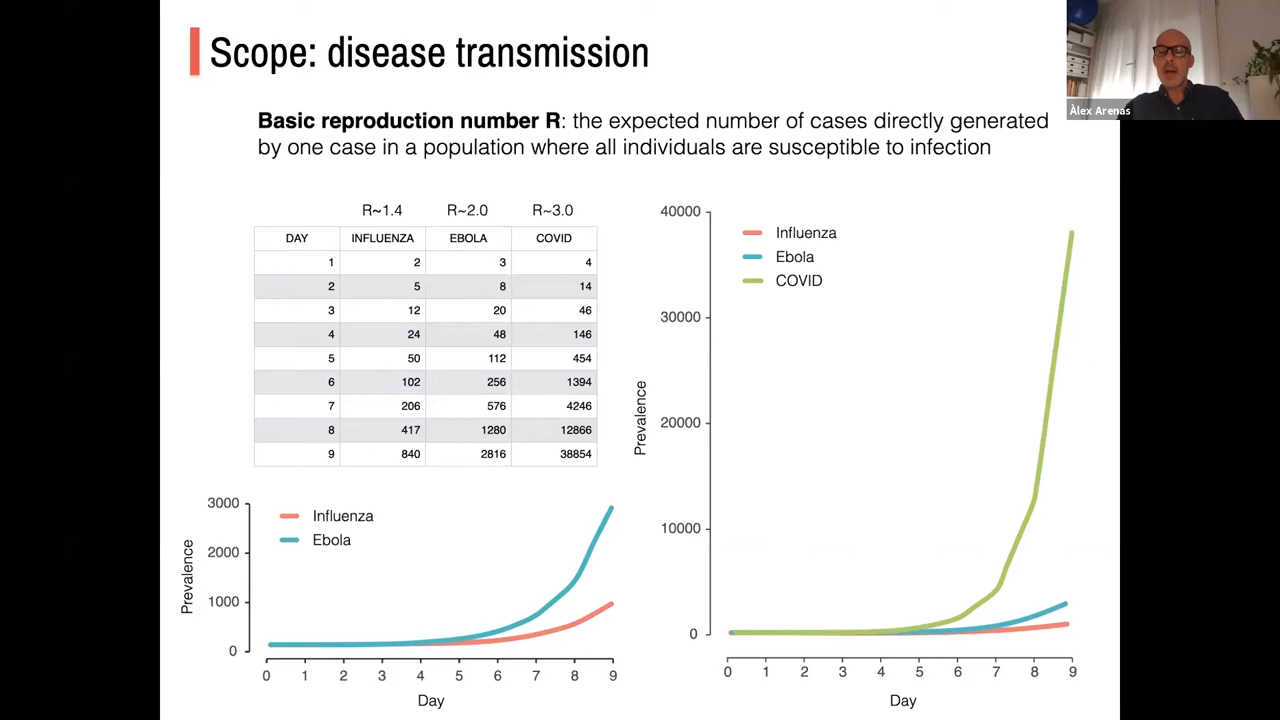 Scope: disease transmission
Àlex Arenas
Basic reproduction number R: the expected number of cases directly generated
by one case in a population where all individuals are susceptible to infection
R~1.4 R~2.0 R~3.0
DAY INFLUENZA EBOLA COVID
1 2 3 4
2 5 8 14
3 12 20 46
4 24 48 146
5 50 112 454
6 102 256 1394
7 206 576 4246
8 417 1280 12866
9 840 2816 38854
3000
2000
1000
0
Prevalence
Influenza
Ebola
0 1 2 3 4 5 6 7 8 9
Day
40000
30000
20000
10000
0
Prevalence
Influenza
Ebola
COVID
0 1 2 3 4 5 6 7 8 9
Day